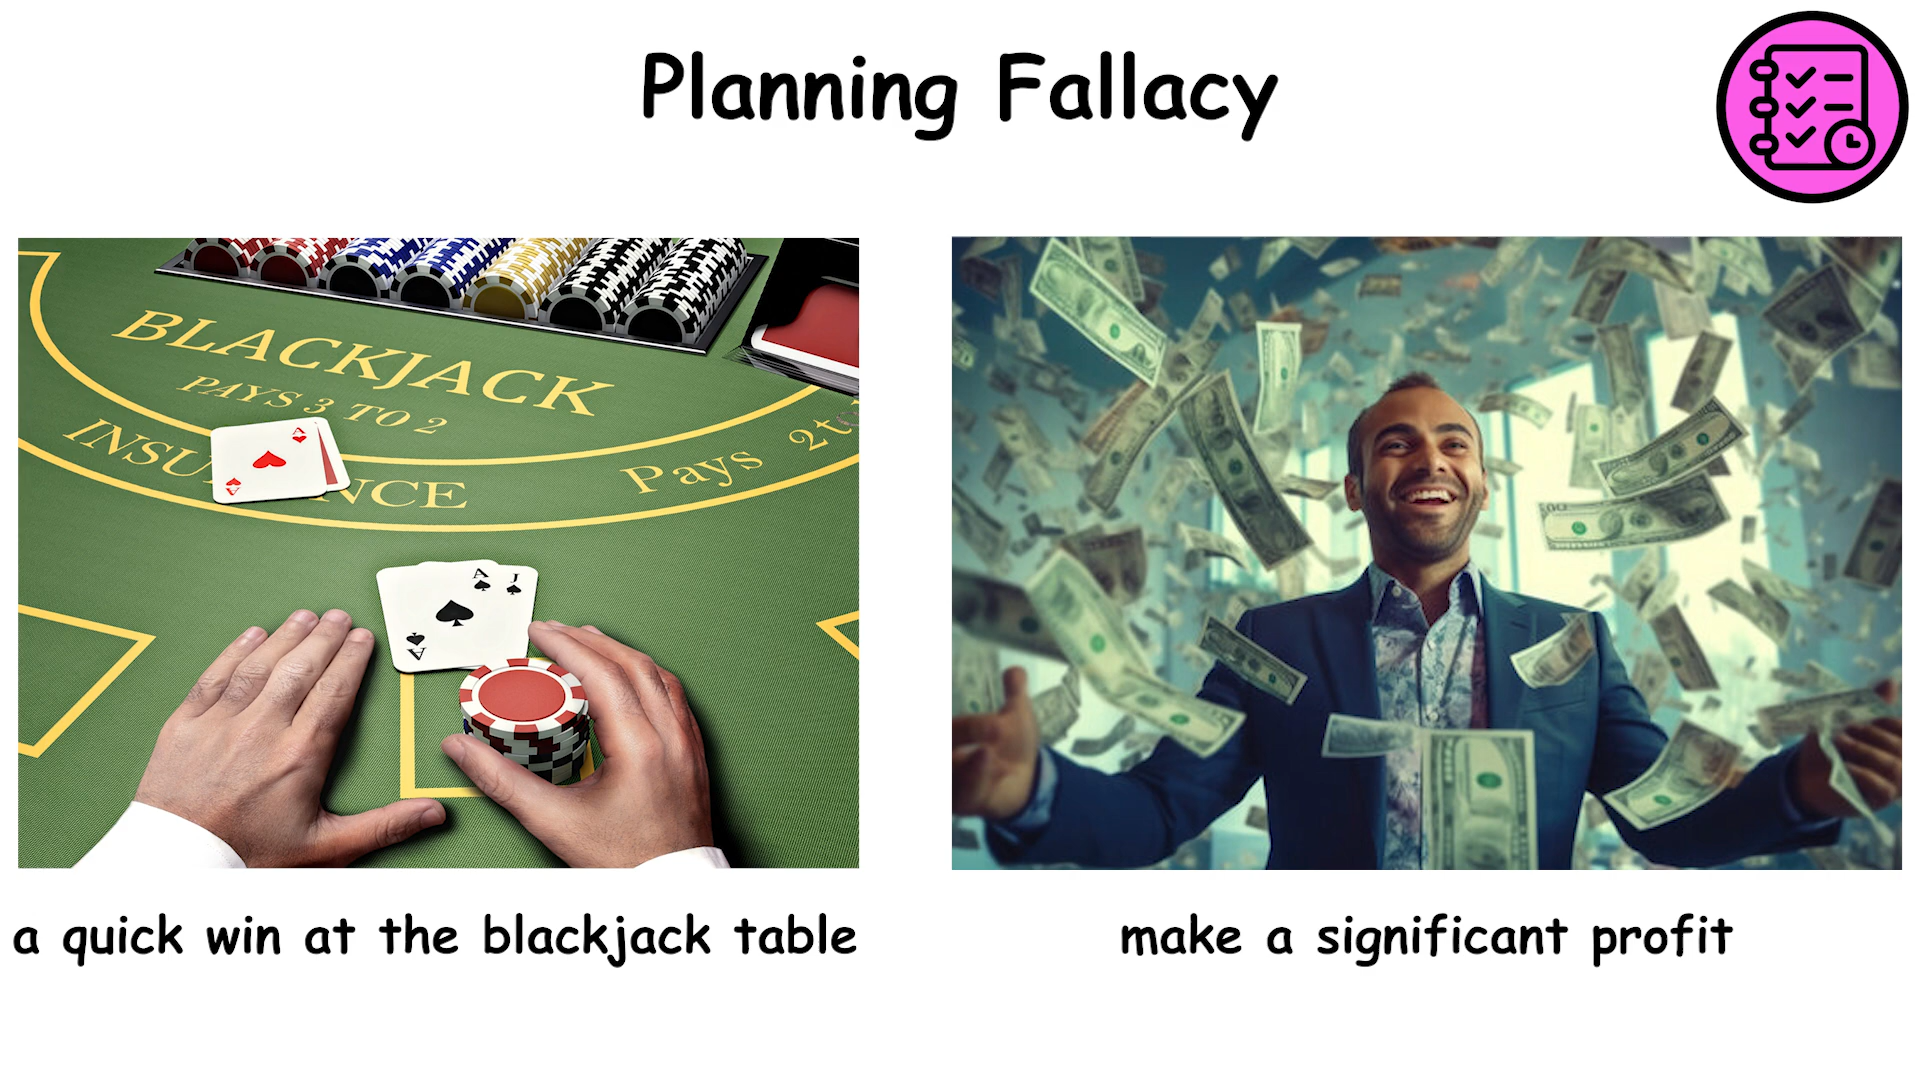 Planning Fallacy
BLACKJACK
PAYS 3 TO 2
INSU NCE
Pays 2to
A
A
A J
A
a quick win at the blackjack table
make a significant profit